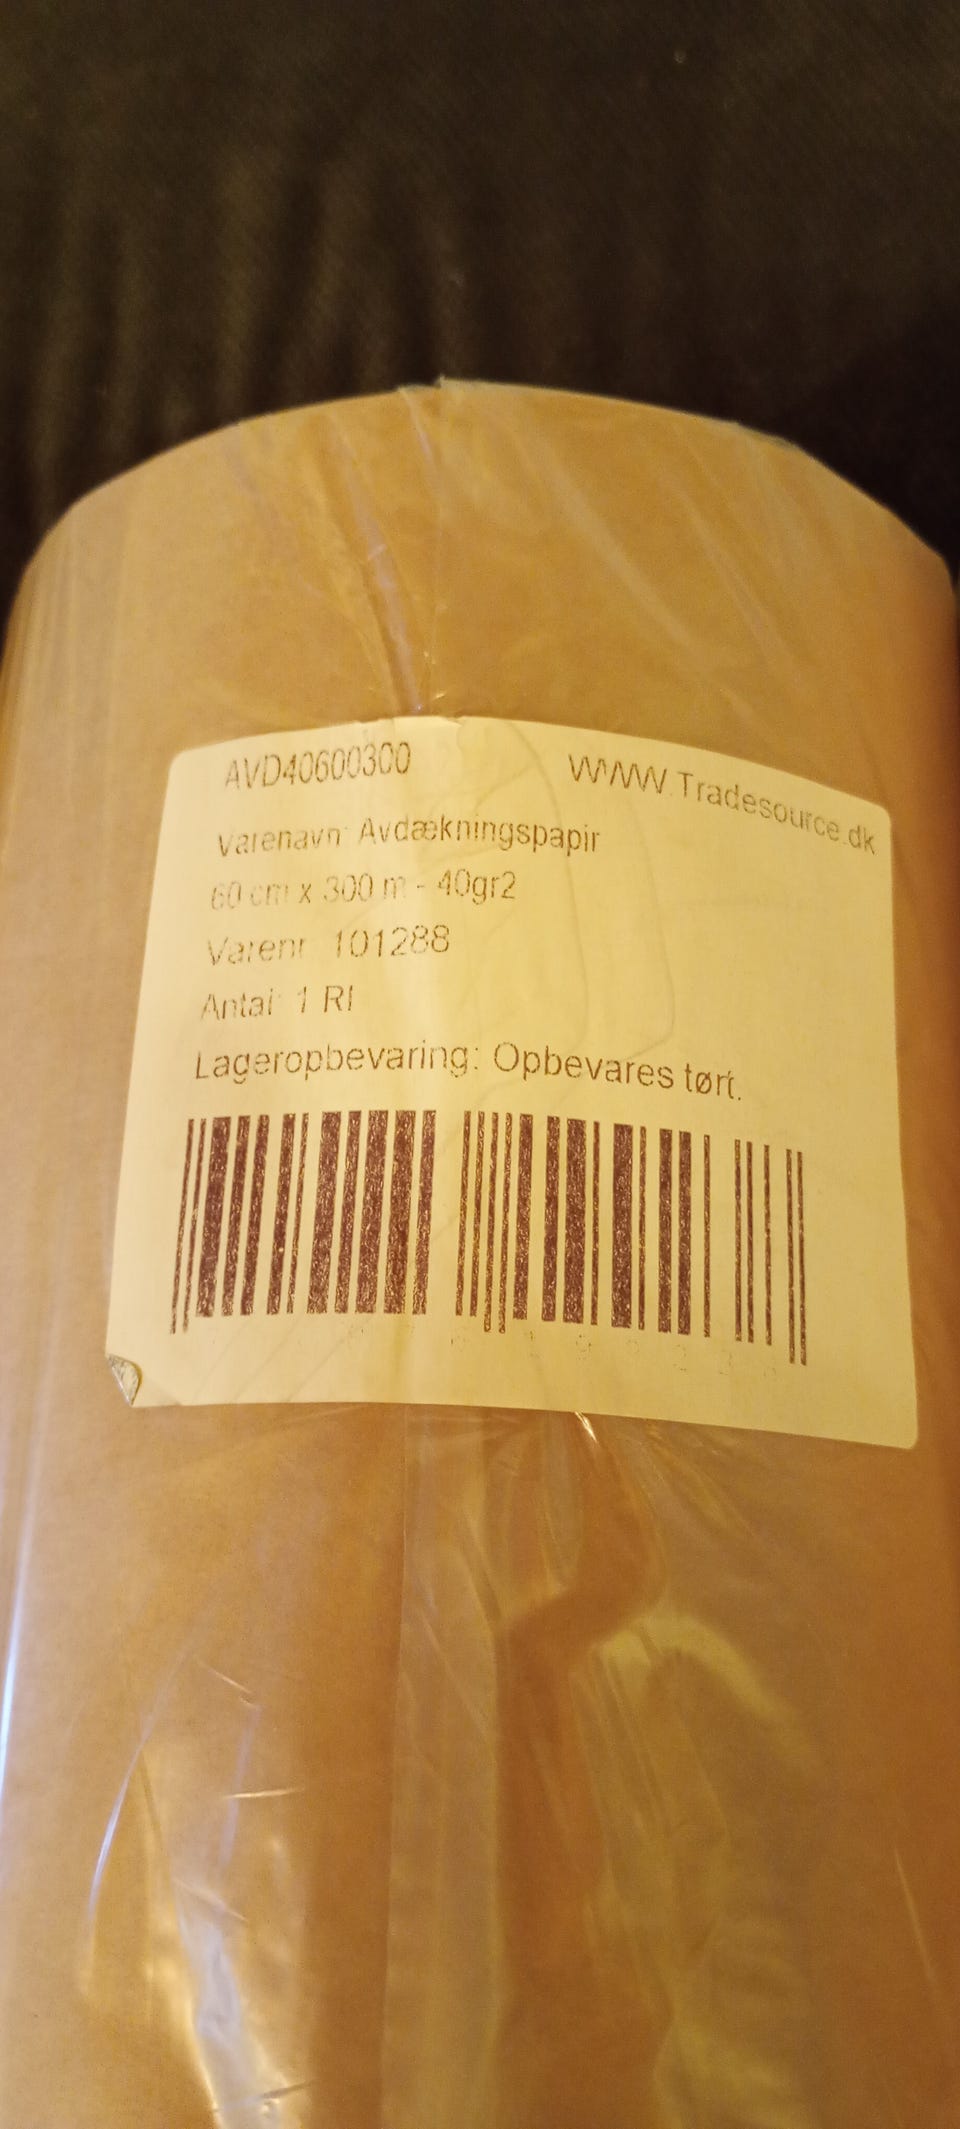 AVD40600300
WWW.Tradesource.dk
Varenavn: Avdækningspapir
60 cm x 300 m - 40gr2
Varenr. 101288
Antal: 1 Rl
Lageropbevaring: Opbevares tørt.